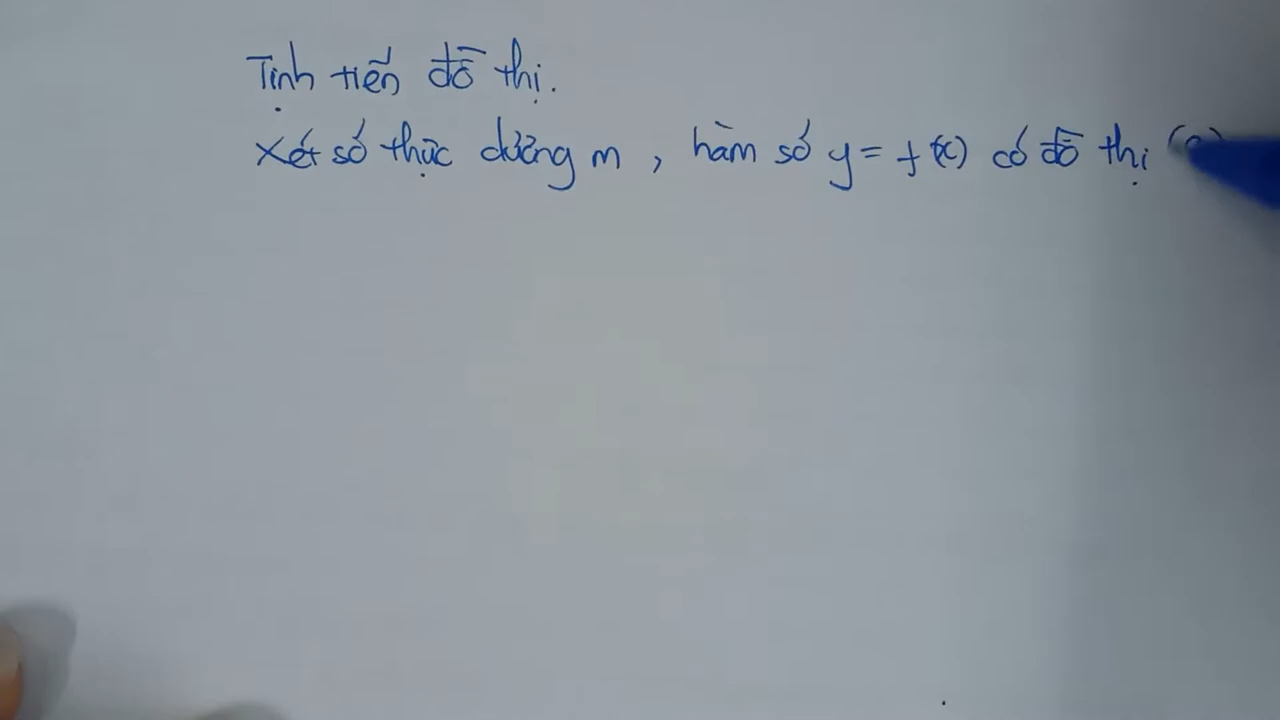 Tịnh tiến đồ thị.
Xét số thực dương m, hàm số y = f(x) có đồ thị